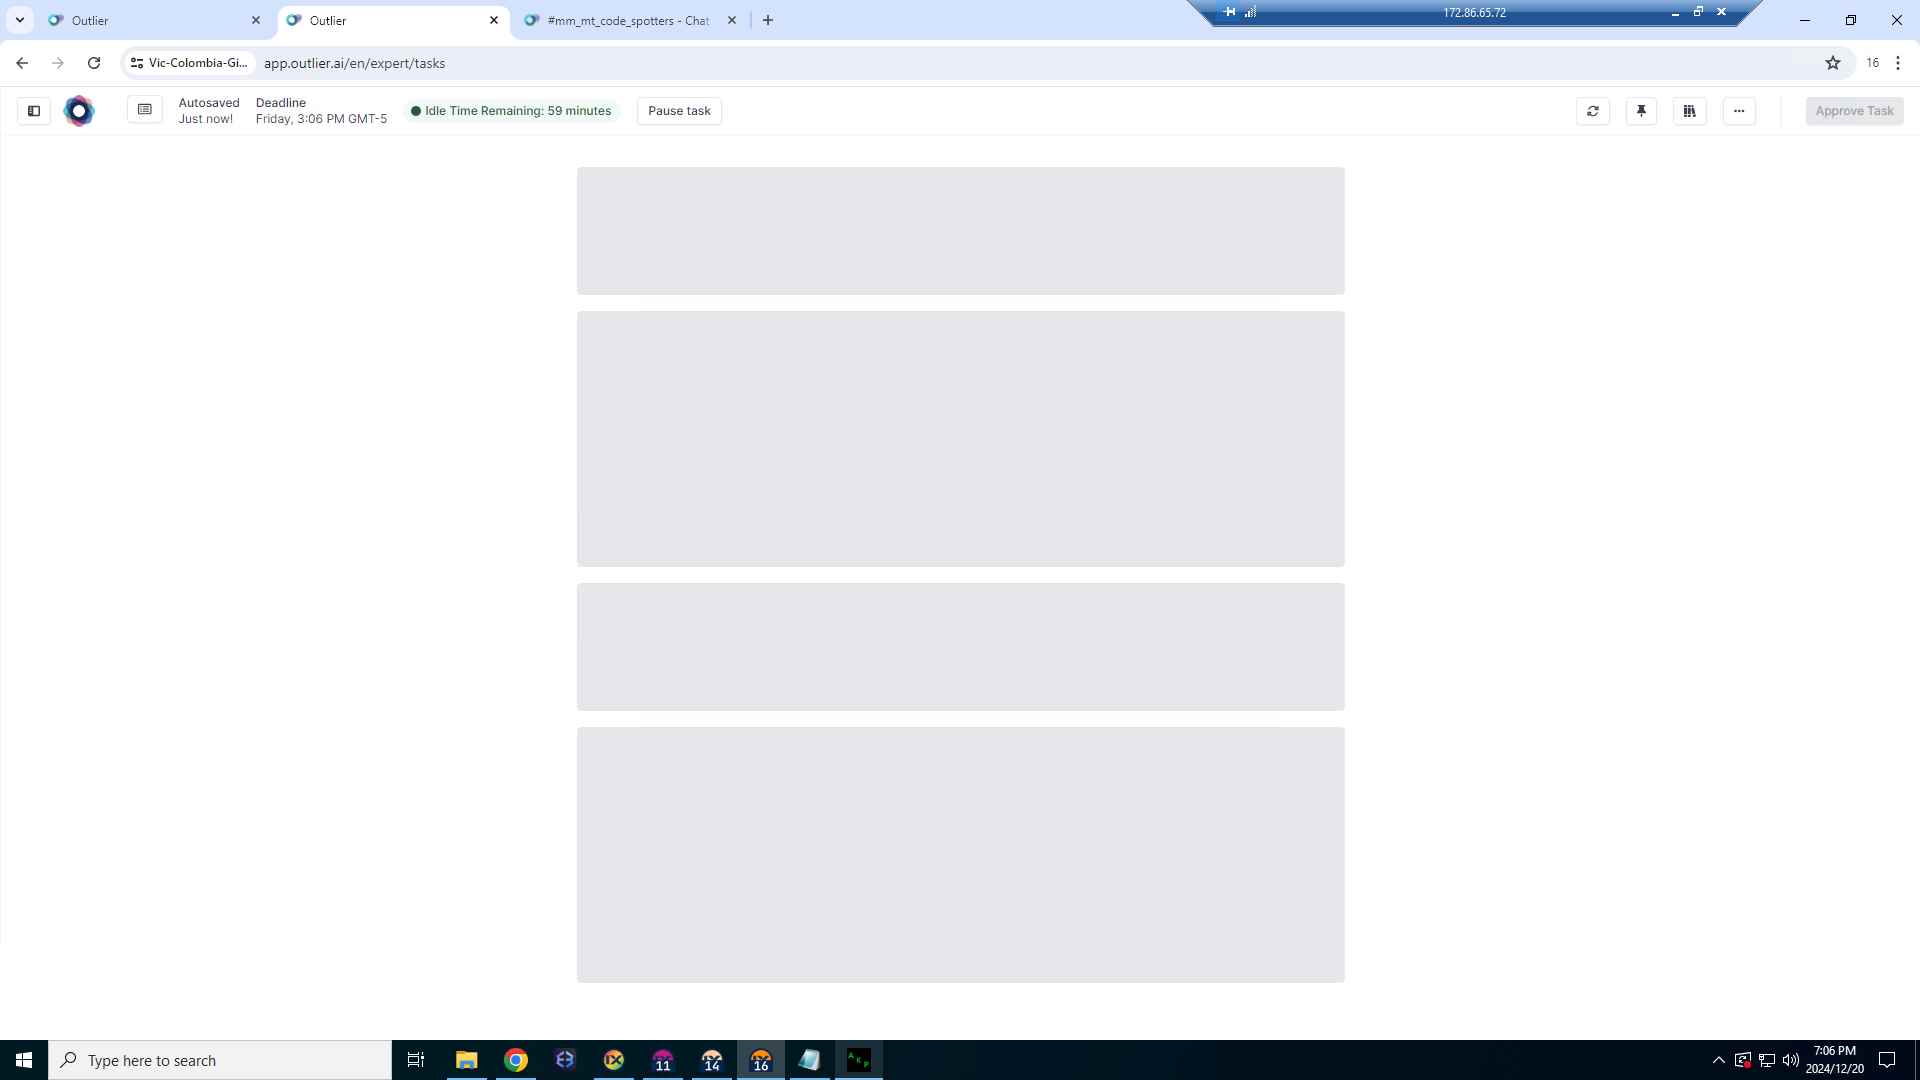 Outlier
Outlier
#mm_mt_code_spotters - Chat
172.86.65.72
Vic-Colombia-Gi...
app.outlier.ai/en/expert/tasks
16
Autosaved
Just now!
Deadline
Friday, 3:06 PM GMT-5
Idle Time Remaining: 59 minutes
Pause task
Approve Task
Type here to search
11
14
16
A K P
7:06 PM
2024/12/20